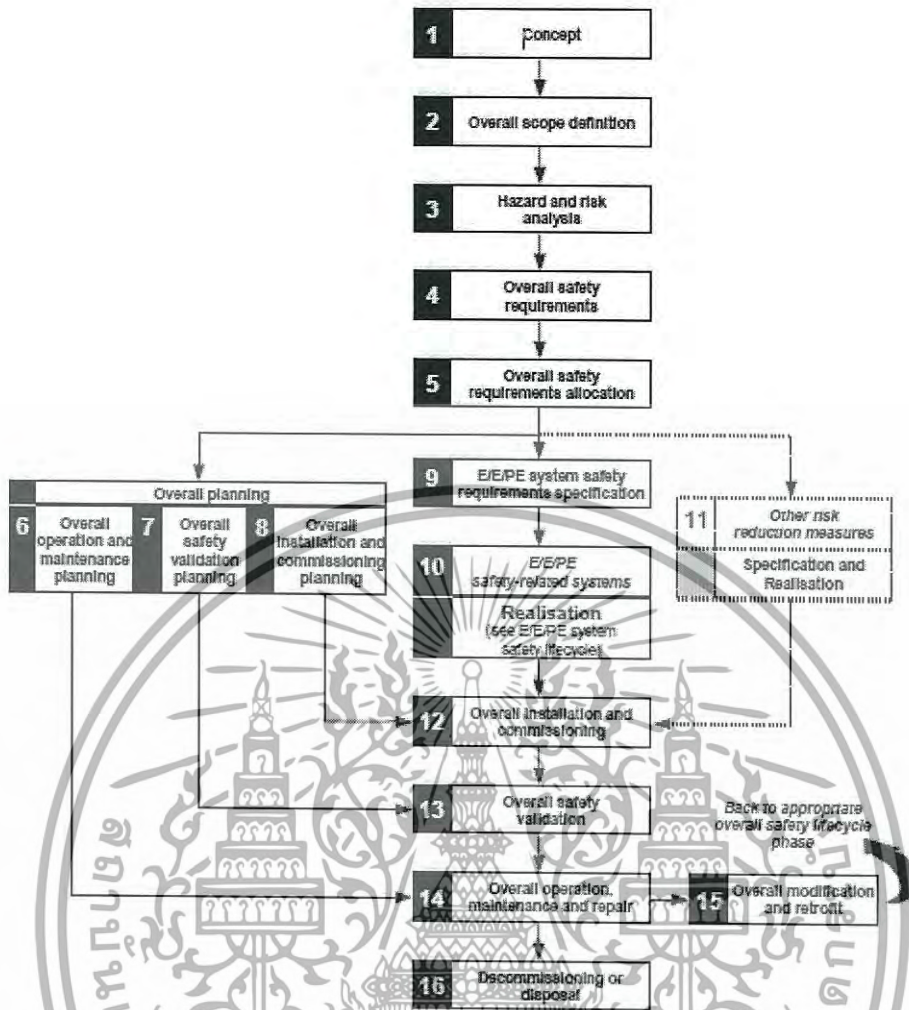 1 Concept
2 Overall scope definition
3 Hazard and risk
analysis
4 Overall safety
requirements
5 Overall safety
requirements allocation
Overall planning
6 Overall
operation and
maintenance
planning
7 Overall
safety
validation
planning
8 Overall
installation and
commissioning
planning
9 E/E/PE system safety
requirements specification
10 E/E/PE
safety-related systems
Realisation
(see E/E/PE system
safety lifecycle)
11 Other risk
reduction measures
Specification and
Realisation
12 Overall installation and
commissioning
13 Overall safety
validation
Back to appropriate
overall safety lifecycle
phase
14 Overall operation,
maintenance and repair
15 Overall modification
and retrofit
16 Discommissioning or
disposal